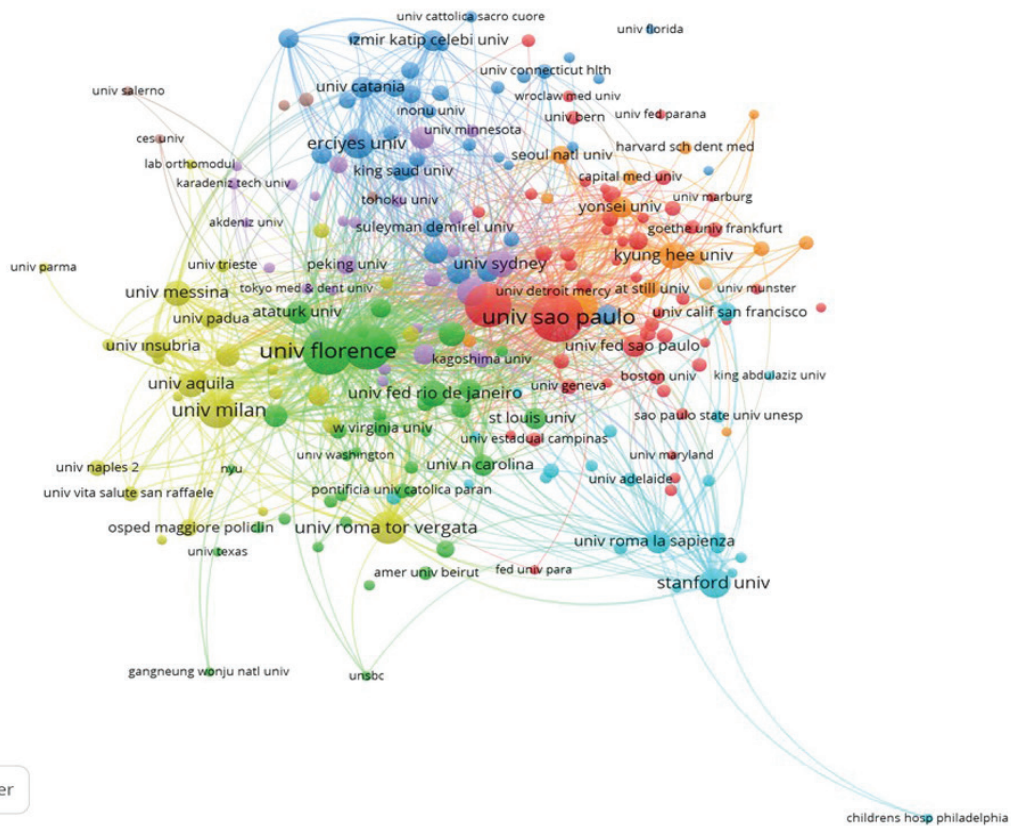 univ cattolica sacro cuore
univ florida
izmir katip celebi univ
univ connecticut hlth
univ salerno
univ catania
wroclaw med univ
inonu univ
univ bern
univ fed parana
univ minnesota
ces univ
erciyes univ
harvard sch dent med
seoul natl univ
lab orthomodul
king saud univ
capital med univ
karadeniz tech univ
univ marburg
tohoku univ
yonsei univ
akdeniz univ
suleyman demirel univ
goethe univ frankfurt
kyung hee univ
univ parma
univ trieste
peking univ
univ sydney
univ messina
tokyo med & dent univ
univ detroit mercy
at still univ
univ munster
ataturk univ
univ calif san francisco
univ padua
univ sao paulo
univ insubria
univ fed sao paulo
univ florence
kagoshima univ
boston univ
king abdulaziz univ
univ aquila
univ geneva
univ fed rio de janeiro
univ milan
sao paulo state univ unesp
st louis univ
w virginia univ
univ estadual campinas
univ washington
univ maryland
univ naples 2
nyu
univ n carolina
univ adelaide
univ vita salute san raffaele
pontificia univ catolica paran
osped maggiore policlin
univ roma tor vergata
univ roma la sapienza
univ texas
amer univ beirut
fed univ para
stanford univ
gangneung wonju natl univ
unsbc
er
childrens hosp philadelphia